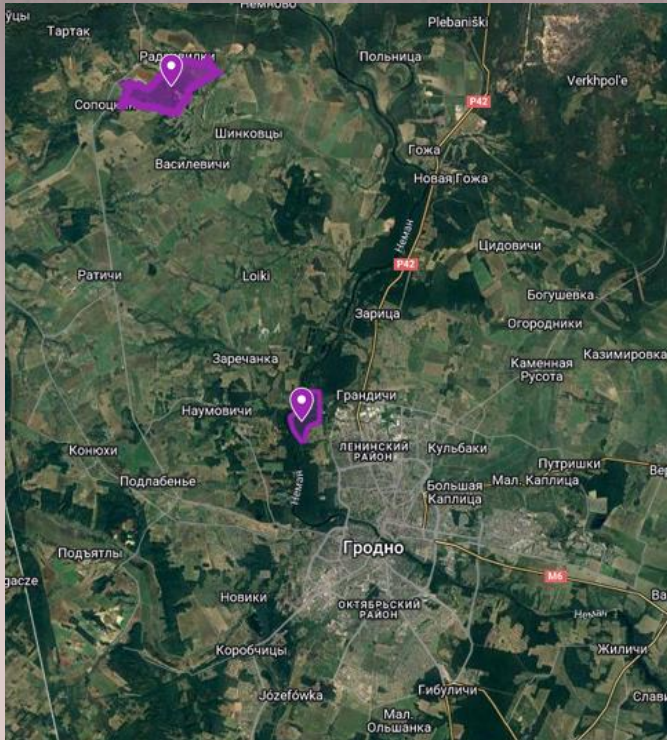 Немново
Plebaniški
Тартак
Польница
Verkhpol'e
P42
Шинковцы
Гожа
Василевичи
Новая Гожа
Неман
Цидовичи
P42
Ратичи
Loiki
Богушевка
Зарица
Огородники
Заречанка
Казимировка
Каменная
Русота
Грандичи
Наумовичи
ЛЕНИНСКИЙ
РАЙОН
Кульбаки
Конюхи
Путришки
Подлабенье
Неман
Большая
Каплица
Мал. Каплица
Подъятлы
Гродно
M6
Новики
ОКТЯБРЬСКИЙ
РАЙОН
Неман
Коробчицы
Жиличи
Józefówka
Гибуличи
Мал.
Ольшанка